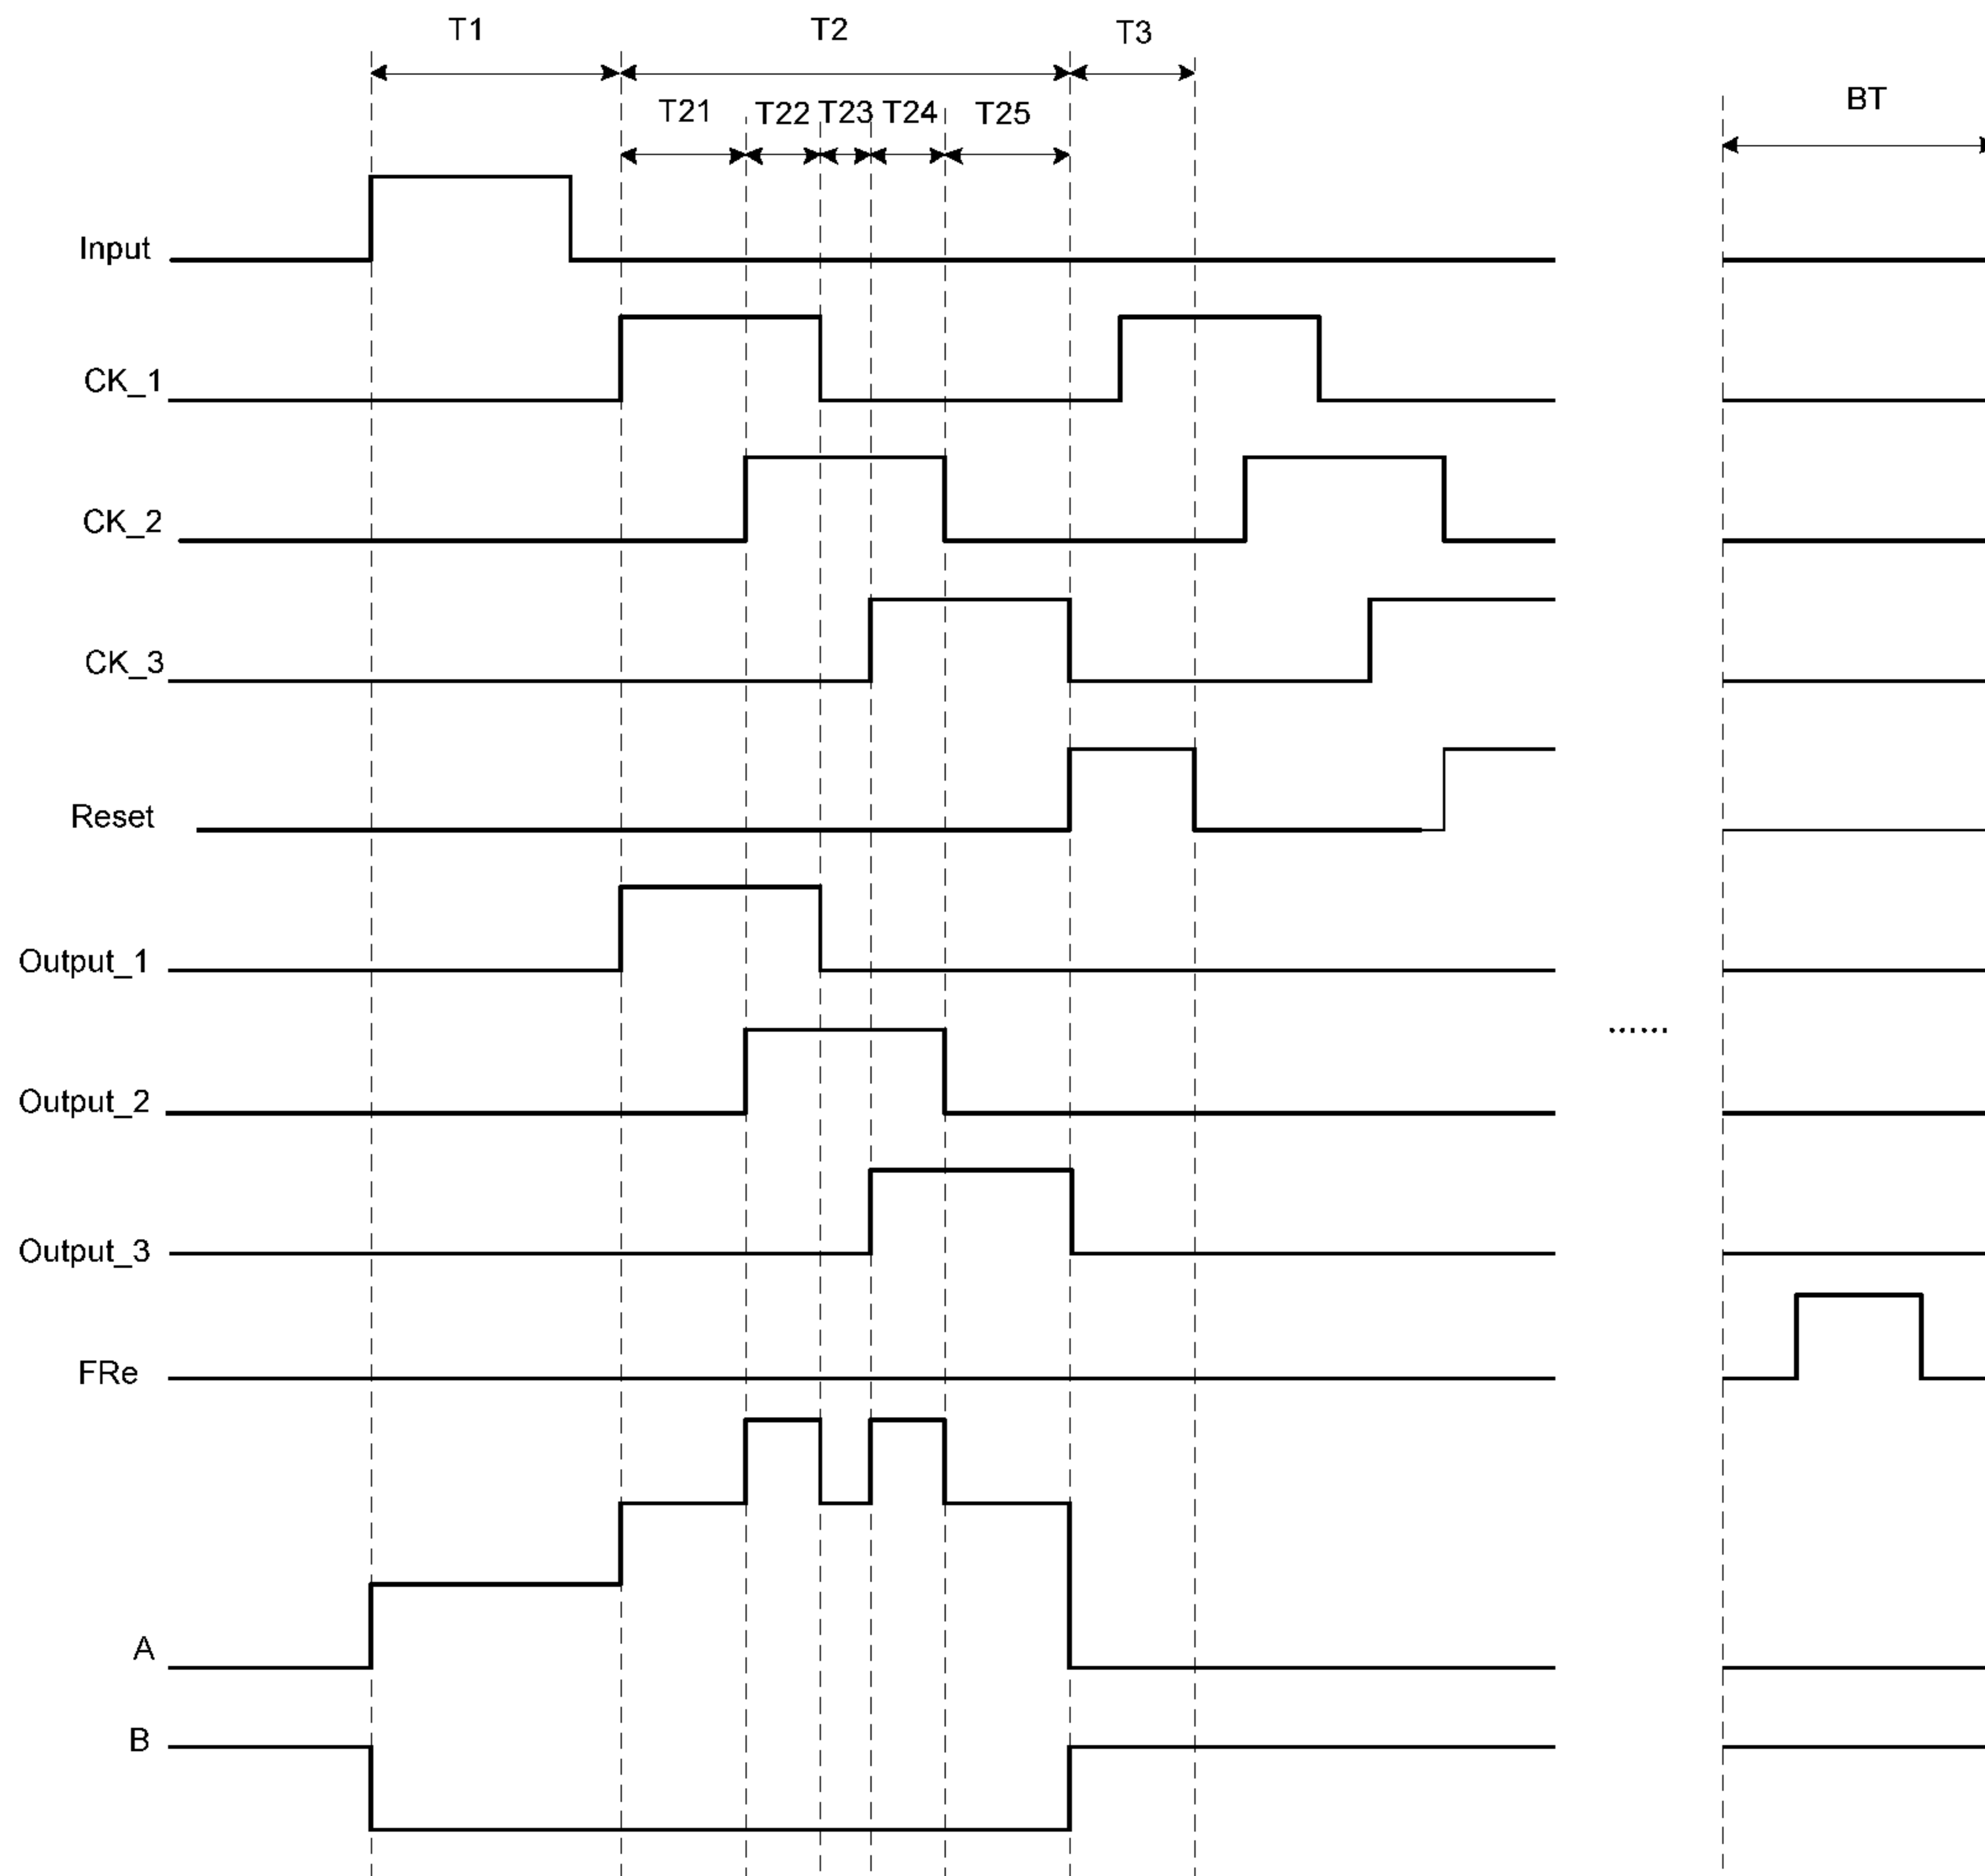 T1 T2 T3
BT
T21 T22 T23 T24 T25
Input
CK_1
CK_2
CK_3
Reset
Output_1
Output_2
......
Output_3
FRe
A
B